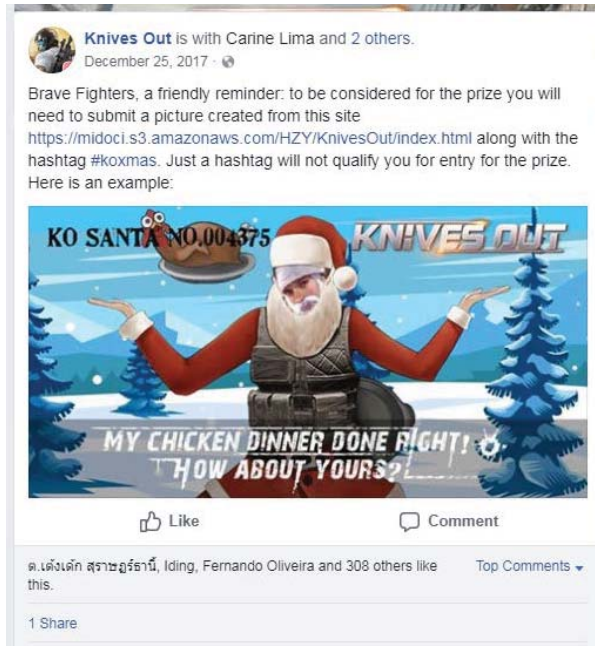 Knives Out is with Carine Lima and 2 others.
December 25, 2017 ·
Brave Fighters, a friendly reminder: to be considered for the prize you will
need to submit a picture created from this site
https://midoci.s3.amazonaws.com/HZY/KnivesOut/index.html along with the
hashtag #koxmas. Just a hashtag will not qualify you for entry for the prize.
Here is an example:
KO SANTA NO.004375
KNIVES OUT
MY CHICKEN DINNER DONE RIGHT!
HOW ABOUT YOURS?!
Like
Comment
ต.เด้งเด้ก สุราษฎร์ธานี้, Iding, Fernando Oliveira and 308 others like
this.
Top Comments
1 Share